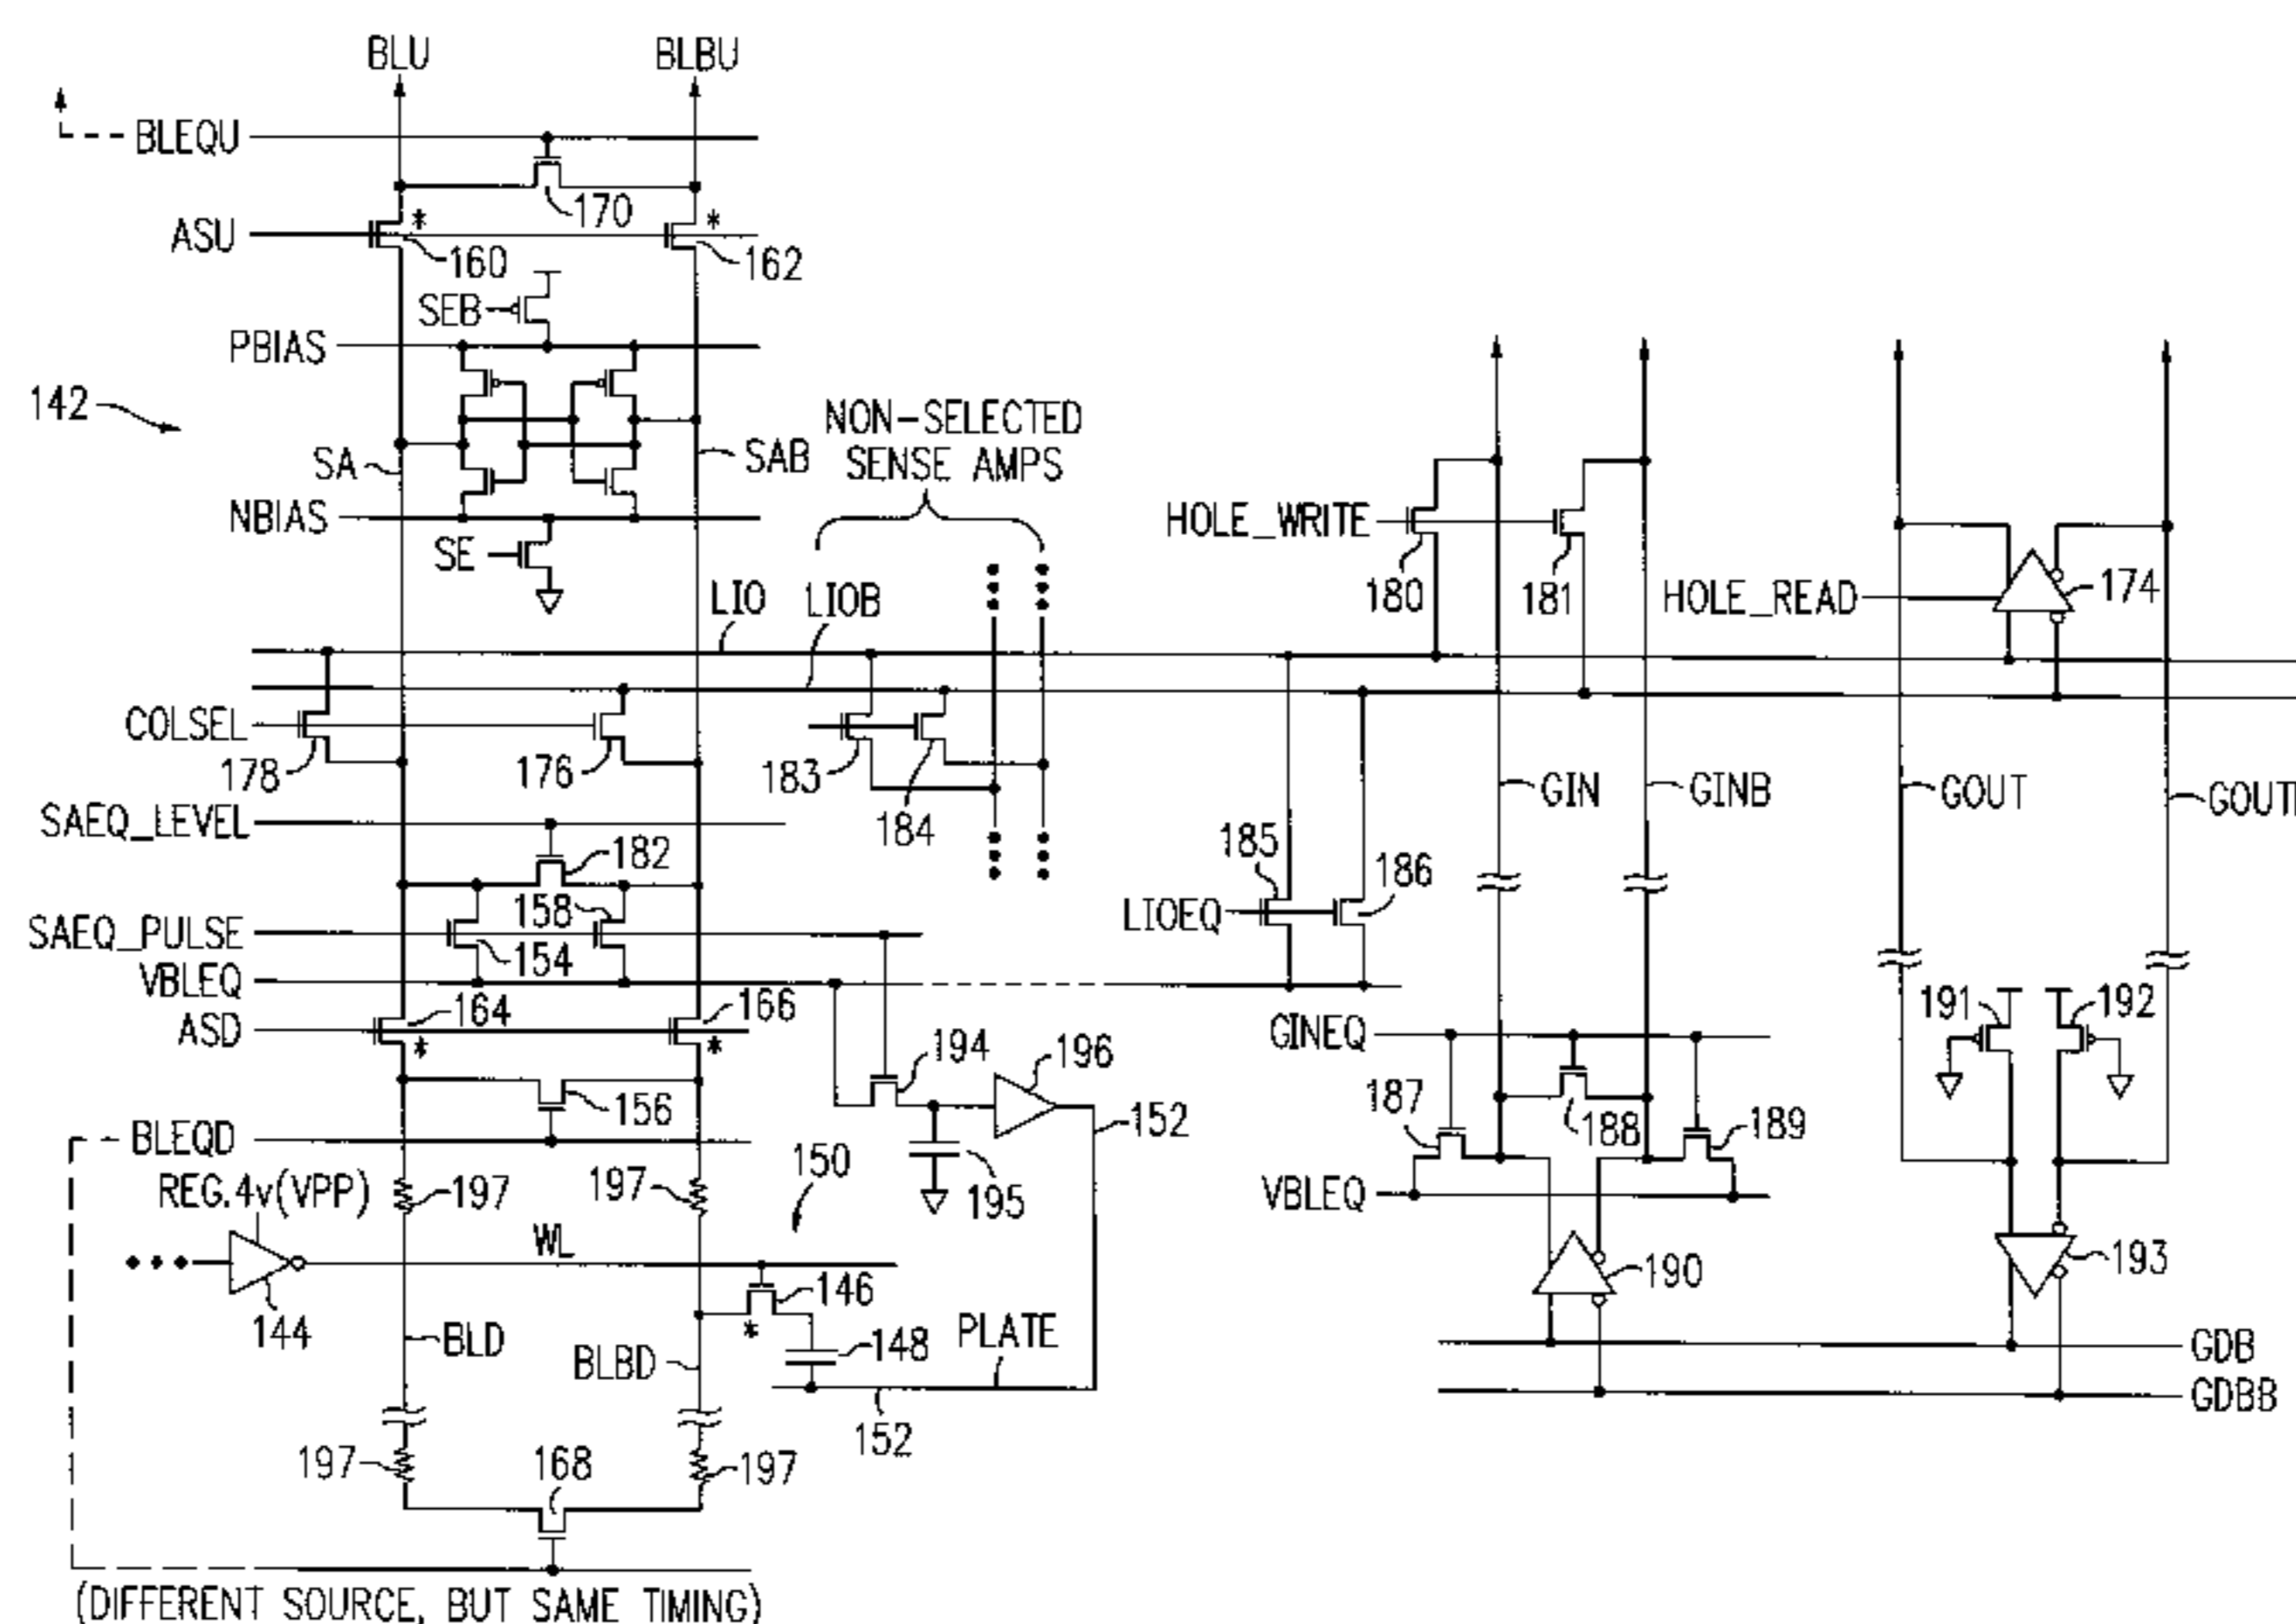 BLU
BLBU
BLEQU
170
ASU
*
*
160
162
SEB
PBIAS
142
NON-SELECTED
SENSE AMPS
SA
SAB
NBIAS
HOLE_WRITE
SE
LIO
LIOB
180
181
HOLE_READ
174
COLSEL
178
176
183
184
GIN
GINB
GOUT
SAEQ_LEVEL
182
185
186
158
SAEQ_PULSE
154
LIOEQ
VBLEQ
164
166
191
192
ASD
*
*
194
196
GINEQ
156
187
188
189
BLEQD
152
150
REG.4v(VPP)
197
197
195
VBLEQ
WL
190
193
144
146
*
BLD
BLBD
148
PLATE
GDB
GDBB
152
197
168
197
(DIFFERENT SOURCE, BUT SAME TIMING)